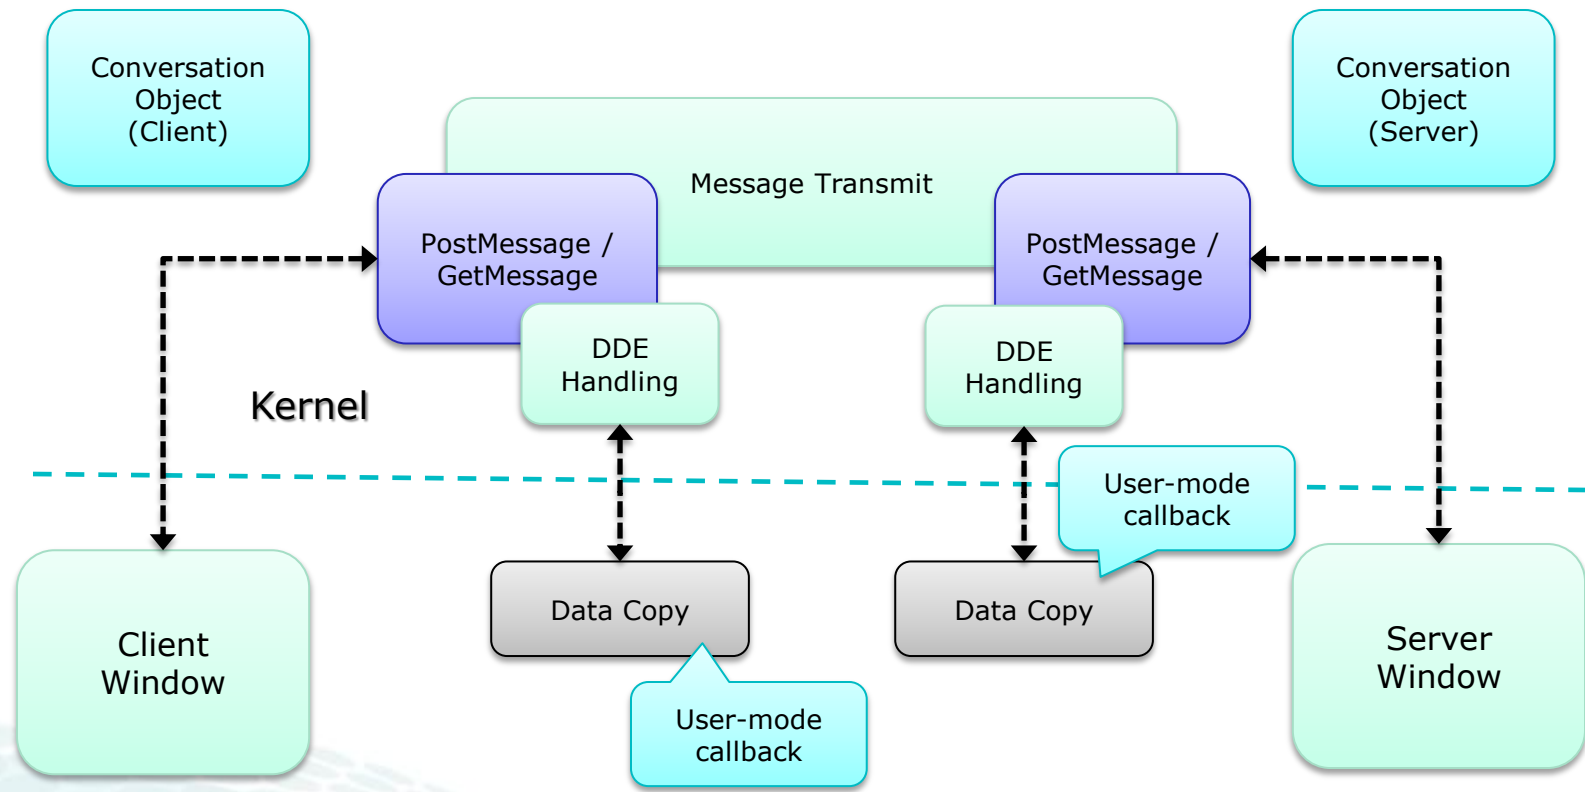 Conversation
Object
(Client)
Conversation
Object
(Server)
Message Transmit
PostMessage /
GetMessage
PostMessage /
GetMessage
DDE
Handling
DDE
Handling
Kernel
User-mode
callback
Data Copy
Data Copy
Client
Window
Server
Window
User-mode
callback